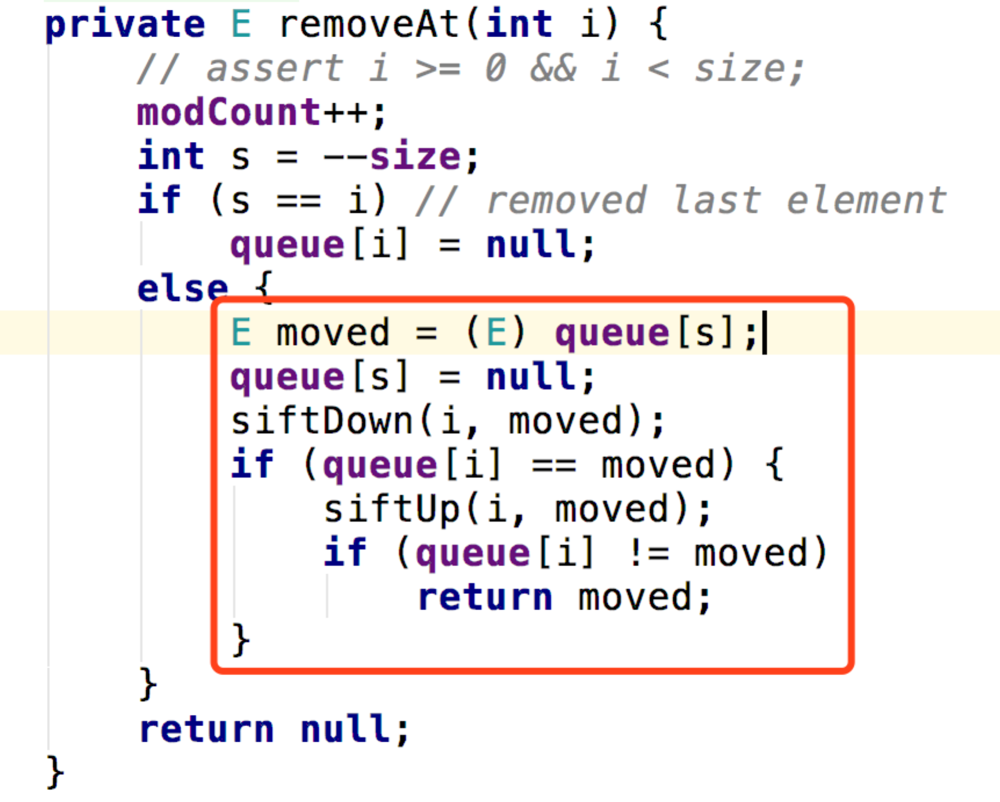 private E removeAt(int i) {
    // assert i >= 0 && i < size;
    modCount++;
    int s = --size;
    if (s == i) // removed last element
        queue[i] = null;
    else {
        E moved = (E) queue[s];
        queue[s] = null;
        siftDown(i, moved);
        if (queue[i] == moved) {
            siftUp(i, moved);
            if (queue[i] != moved)
                return moved;
        }
    }
    return null;
}